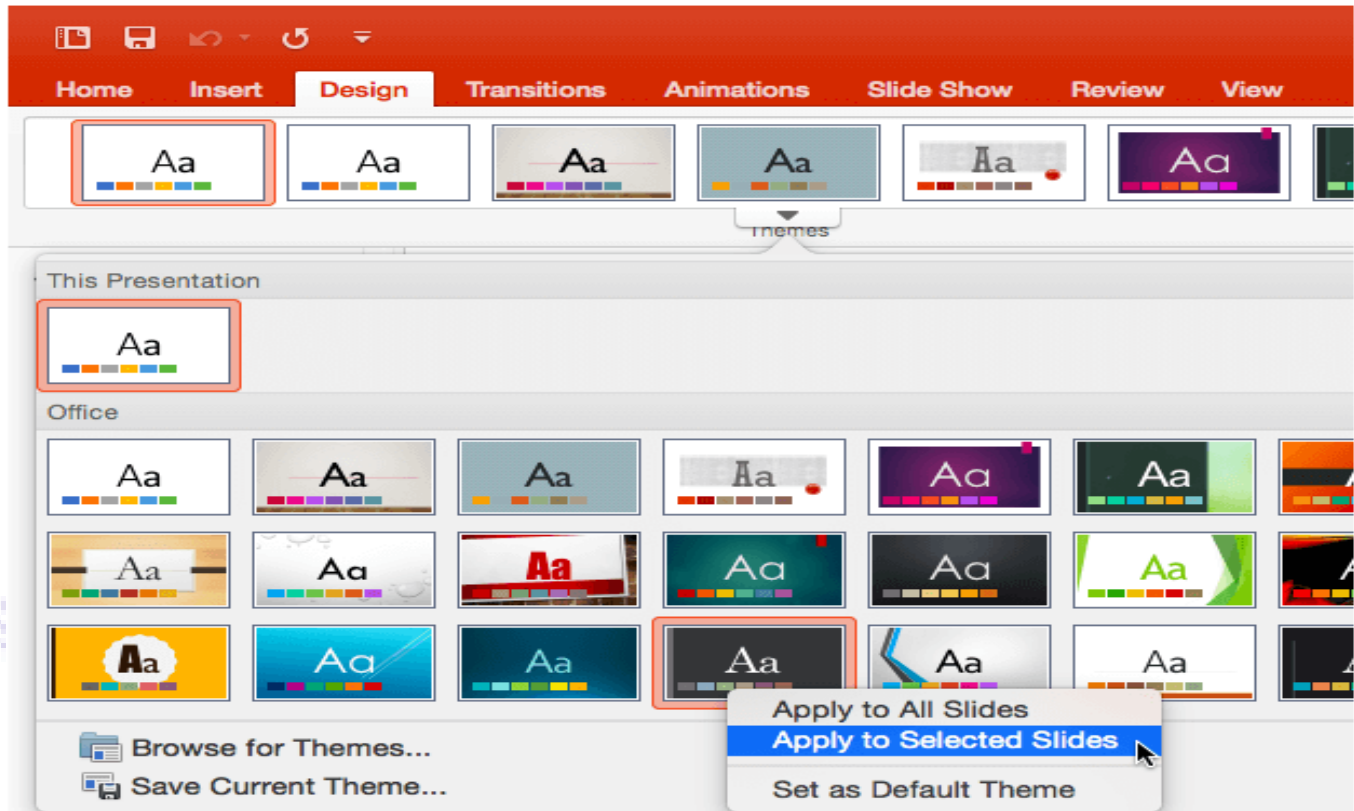 Home Insert Design Transitions Animations Slide Show Review View
Aa Aa Aa Aa Aa Aa
Themes
This Presentation
Aa
Office
Aa Aa Aa Aa Aa Aa
Aa Aa Aa Aa Aa Aa
Aa Aa Aa Aa Aa Aa
Apply to All Slides
Apply to Selected Slides
Set as Default Theme
Browse for Themes...
Save Current Theme...